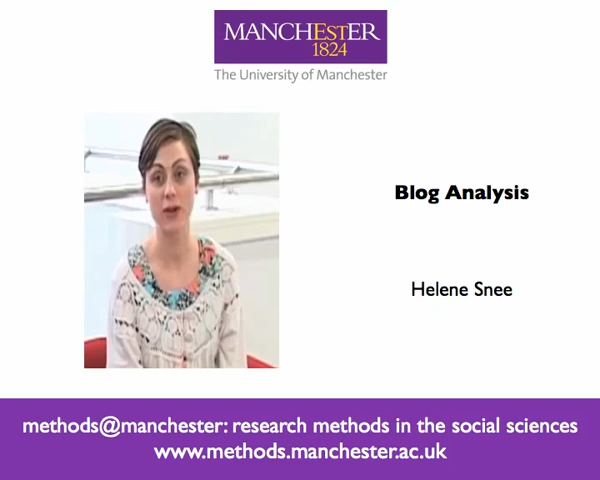 MANCHESTER
1824
The University of Manchester
Blog Analysis
Helene Snee
methods@manchester: research methods in the social sciences
www.methods.manchester.ac.uk